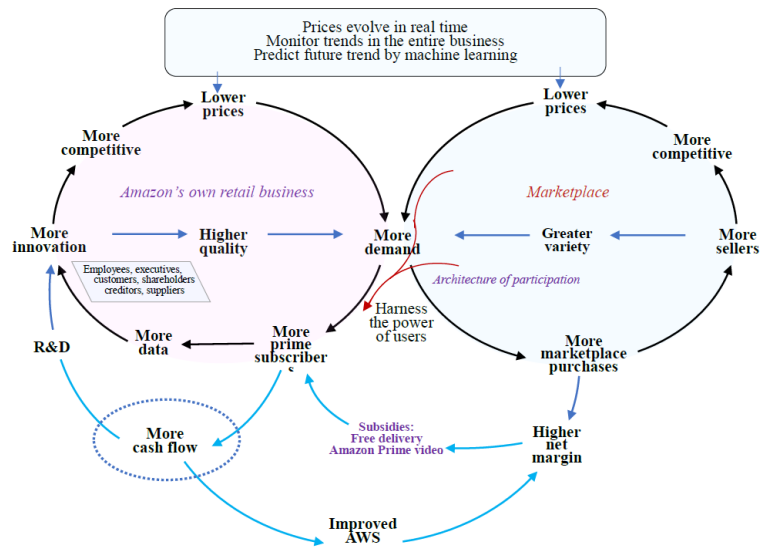 Prices evolve in real time
Monitor trends in the entire business
Predict future trend by machine learning
Lower
prices
Lower
prices
More
competitive
More
competitive
Amazon's own retail business
Marketplace
More
innovation
Higher
quality
More
demand
Greater
variety
More
sellers
Employees, executives,
customers, shareholders
creditors, suppliers
Architecture of participation
Harness
the power
of users
R&D
More
data
More
prime
subscriber
s
More
marketplace
purchases
More
cash flow
Subsidies:
Free delivery
Amazon Prime video
Higher
net
margin
Improved
AWS